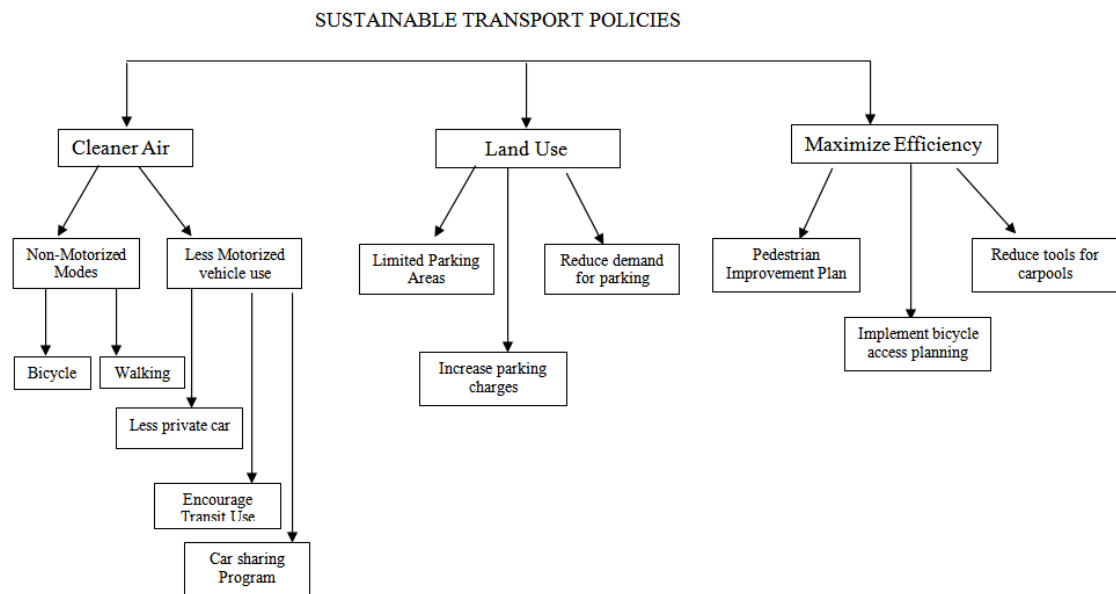 SUSTAINABLE TRANSPORT POLICIES
Cleaner Air
Land Use
Maximize Efficiency
Non-Motorized
Modes
Less Motorized
vehicle use
Limited Parking
Areas
Reduce demand
for parking
Pedestrian
Improvement Plan
Reduce tools for
carpools
Implement bicycle
access planning
Bicycle
Walking
Increase parking
charges
Less private car
Encourage
Transit Use
Car sharing
Program